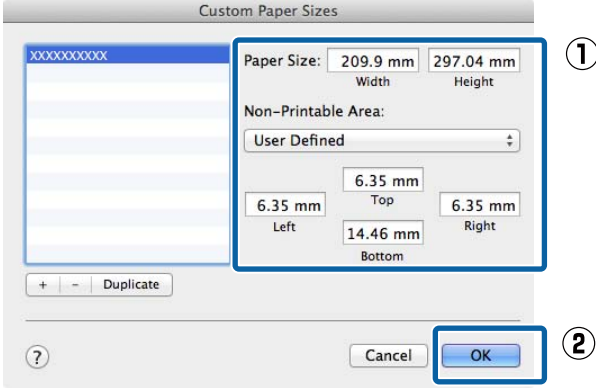 Custom Paper Sizes
XXXXXXXXXX
Paper Size: 209.9 mm 297.04 mm
Width Height
Non-Printable Area:
User Defined
6.35 mm
Top
6.35 mm 6.35 mm
Left Right
14.46 mm
Bottom
+ - Duplicate
? Cancel OK
①
②